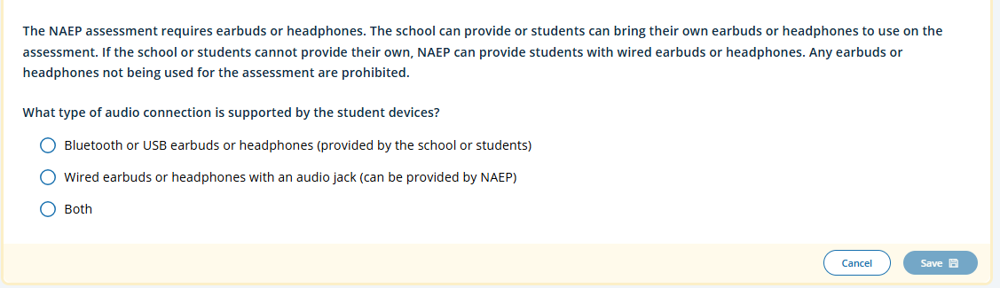 The NAEP assessment requires earbuds or headphones. The school can provide or students can bring their own earbuds or headphones to use on the
assessment. If the school or students cannot provide their own, NAEP can provide students with wired earbuds or headphones. Any earbuds or
headphones not being used for the assessment are prohibited.
What type of audio connection is supported by the student devices?
Bluetooth or USB earbuds or headphones (provided by the school or students)
Wired earbuds or headphones with an audio jack (can be provided by NAEP)
Both
Cancel Save